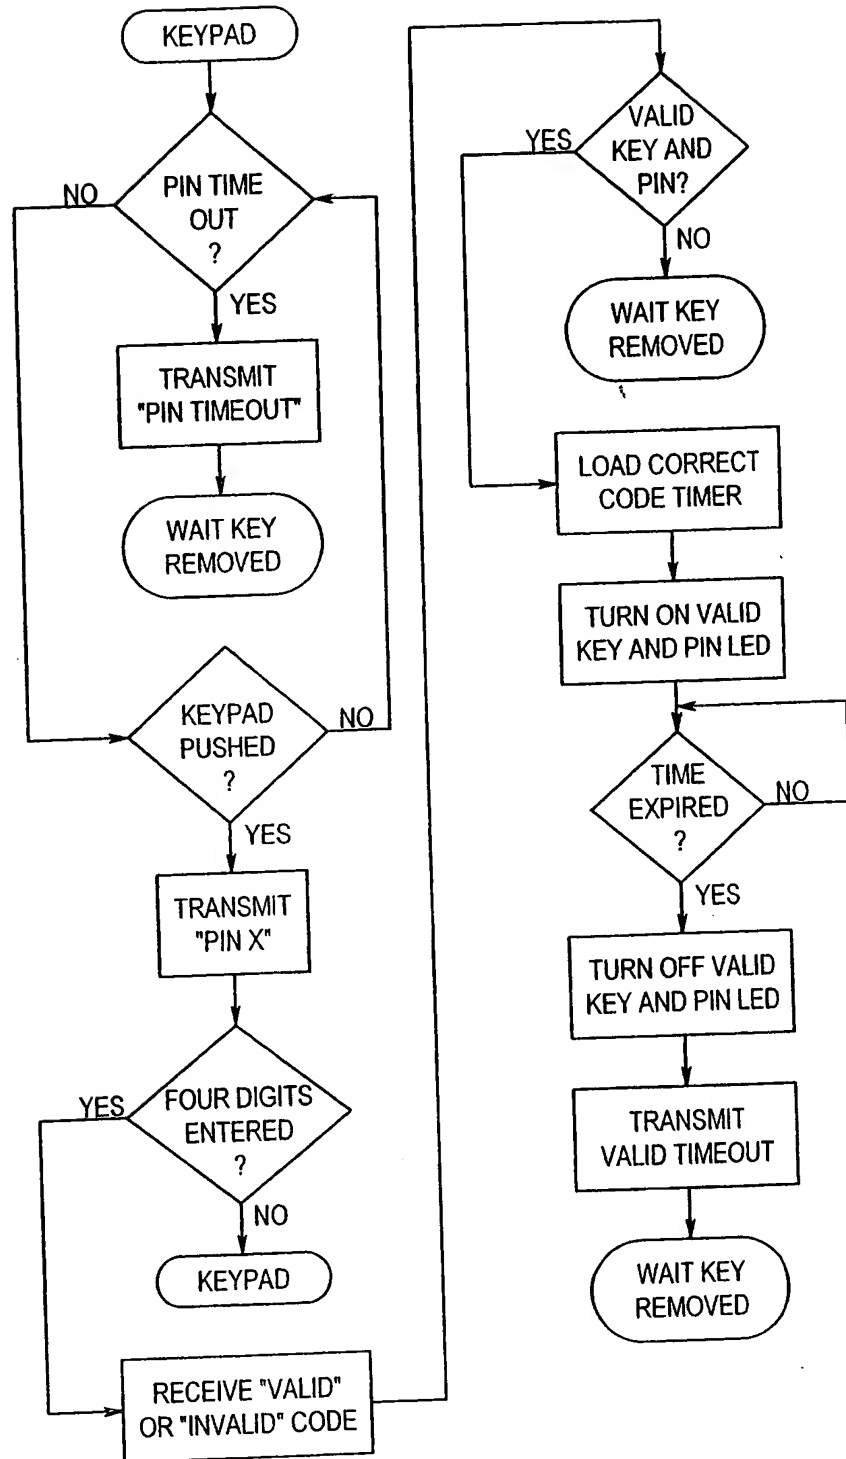 KEYPAD
PIN TIME
OUT
?
NO
YES
TRANSMIT
"PIN TIMEOUT"
WAIT KEY
REMOVED
KEYPAD
PUSHED
?
NO
YES
TRANSMIT
"PIN X"
FOUR DIGITS
ENTERED
?
YES
NO
KEYPAD
RECEIVE "VALID"
OR "INVALID" CODE
VALID
KEY AND
PIN?
YES
NO
WAIT KEY
REMOVED
LOAD CORRECT
CODE TIMER
TURN ON VALID
KEY AND PIN LED
TIME
EXPIRED
?
NO
YES
TURN OFF VALID
KEY AND PIN LED
TRANSMIT
VALID TIMEOUT
WAIT KEY
REMOVED